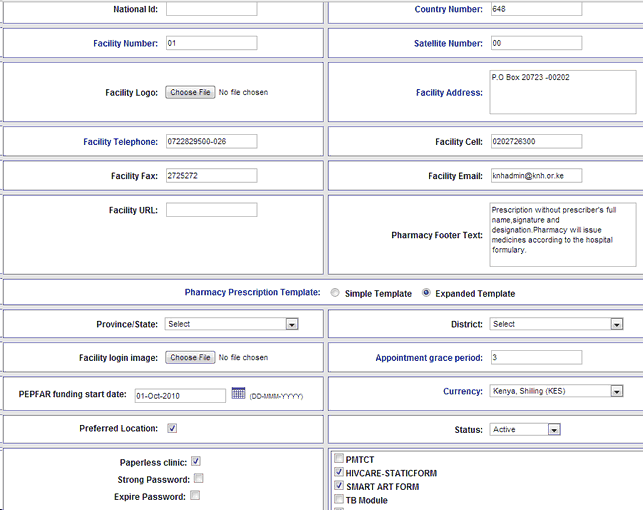 National Id: Country Number: 648
Facility Number: 01 Satellite Number: 00
Facility Logo: Choose File No file chosen Facility Address: P.O Box 20723 -00202
Facility Telephone: 0722829500-026 Facility Cell: 0202726300
Facility Fax: 2725272 Facility Email: knhadmin@knh.or.ke
Facility URL: Pharmacy Footer Text: Prescription without prescriber's full
name,signature and
designation.Pharmacy will issue
medicines according to the hospital
formulary.
Pharmacy Prescription Template: Simple Template Expanded Template
Province/State: Select District: Select
Facility login image: Choose File No file chosen Appointment grace period: 3
PEPFAR funding start date: 01-Oct-2010 (DD-MMM-YYYY) Currency: Kenya, Shilling (KES)
Preferred Location: Status: Active
Paperless clinic: PMTCT
Strong Password: HIVCARE-STATICFORM
Expire Password: SMART ART FORM
TB Module